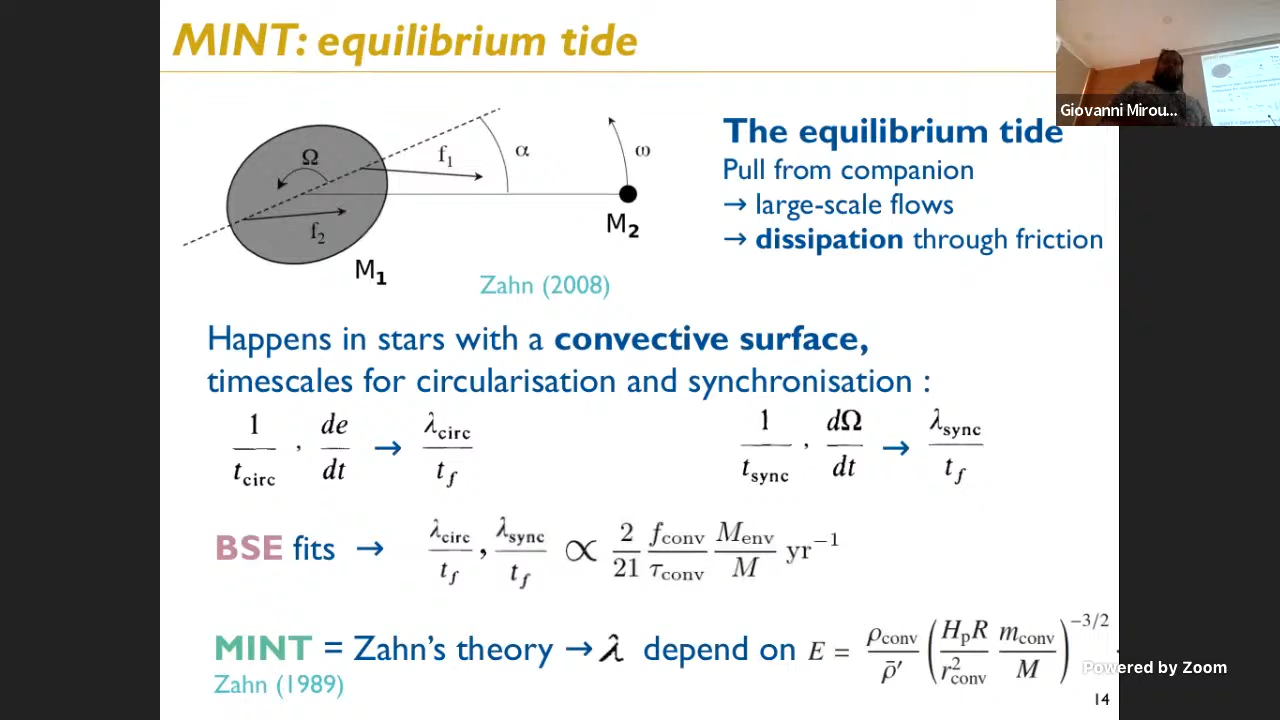 MINT: equilibrium tide
Giovanni Mirou...
Ω
f₁
α
ω
f₂
M₁
M₂
Zahn (2008)
The equilibrium tide
Pull from companion
→ large-scale flows
→ dissipation through friction
Happens in stars with a convective surface,
timescales for circularisation and synchronisation :
1/t_circ , de/dt → λ_circ/t_f
1/t_sync , dΩ/dt → λ_sync/t_f
BSE fits → λ_circ/t_f , λ_sync/t_f ∝ 2/21 f_conv/τ_conv M_env/M yr⁻¹
MINT = Zahn's theory → λ depend on E = ρ_conv/ρ̄′ (H_p R/r²_conv m_conv/M)^−3/2
Zahn (1989)
Powered by Zoom
14